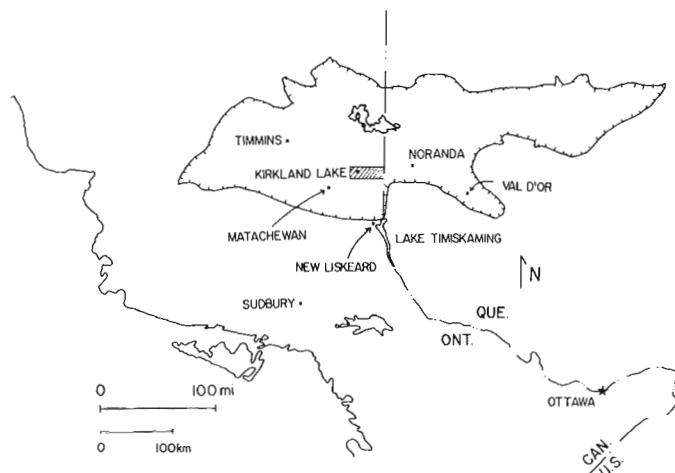 TIMMINS
NORANDA
KIRKLAND LAKE
VAL D'OR
MATACHEWAN
LAKE TIMISKAMING
NEW LISKEARD
N
SUDBURY
QUE.
ONT.
0 100 mi
OTTAWA
0 100km
CAN.
U.S.